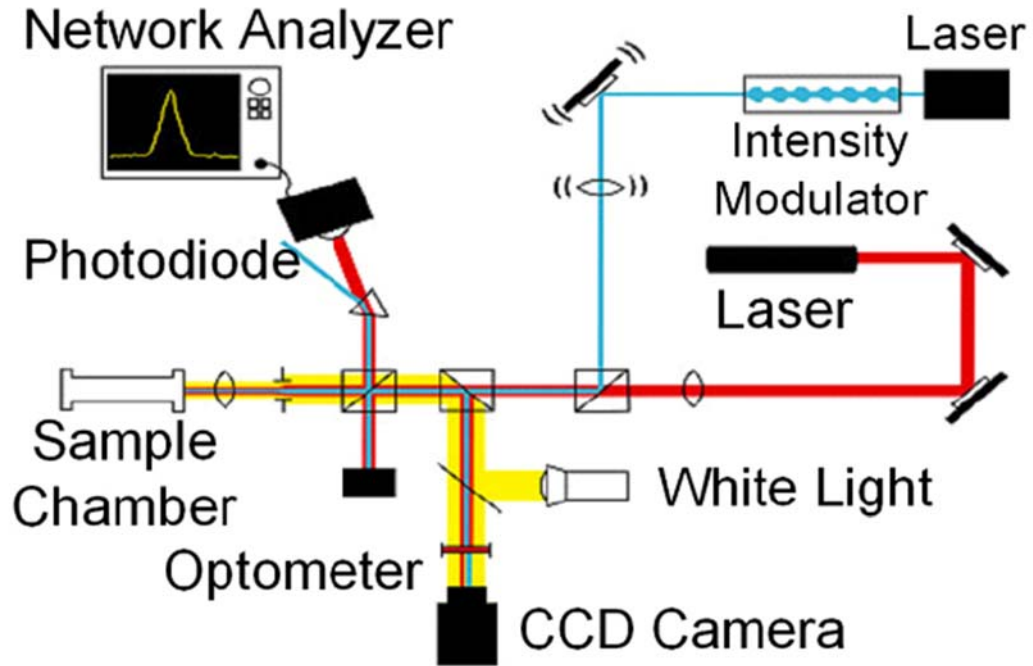 Network Analyzer
Laser
Intensity
Modulator
Photodiode
Laser
Sample
Chamber
White Light
Optometer
CCD Camera